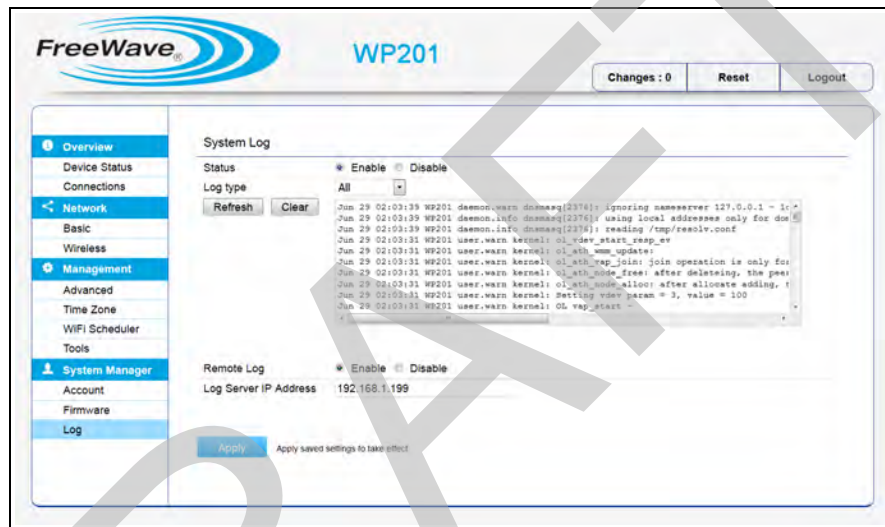 FreeWave®
WP201
Changes : 0 Reset Logout
Overview
Device Status
Connections
Network
Basic
Wireless
Management
Advanced
Time Zone
WiFi Scheduler
Tools
System Manager
Account
Firmware
Log
System Log
Status Enable Disable
Log type All
Refresh Clear
Jun 29 02:03:39 WP201 daemon.warn dnsmasq[2376]: ignoring nameserver 127.0.0.1 -
Jun 29 02:03:39 WP201 daemon.info dnsmasq[2376]: using local addresses only for
Jun 29 02:03:39 WP201 daemon.info dnsmasq[2376]: reading /tmp/resolv.conf
Jun 29 02:03:31 WP201 user.warn kernel: ol_vdev_start_resp_ev
Jun 29 02:03:31 WP201 user.warn kernel: ol_ath_wmm_update:
Jun 29 02:03:31 WP201 user.warn kernel: ol_ath_vap_join: join operation is only
Jun 29 02:03:31 WP201 user.warn kernel: ol_ath_node_free: after deleteing, the
Jun 29 02:03:31 WP201 user.warn kernel: ol_ath_node_alloc: after allocate adding,
Jun 29 02:03:31 WP201 user.warn kernel: Setting vdev param = 3, value = 100
Jun 29 02:03:31 WP201 user.warn kernel: OL vap_start -
Remote Log Enable Disable
Log Server IP Address 192.168.1.199
Apply Apply saved settings to take effect
DRAFT